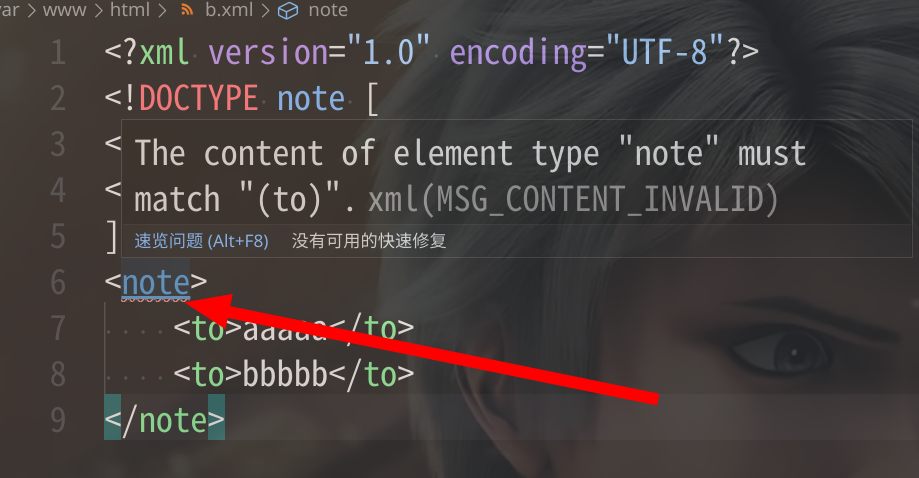 var > www > html > b.xml > note
1 <?xml version="1.0" encoding="UTF-8"?>
2 <!DOCTYPE note [
3 <
The content of element type "note" must
4 <
match "(to)". xml(MSG_CONTENT_INVALID)
5 ]
速览问题 (Alt+F8) 没有可用的快速修复
6 <note>
7 <to>aaaaa</to>
8 <to>bbbbb</to>
9 </note>